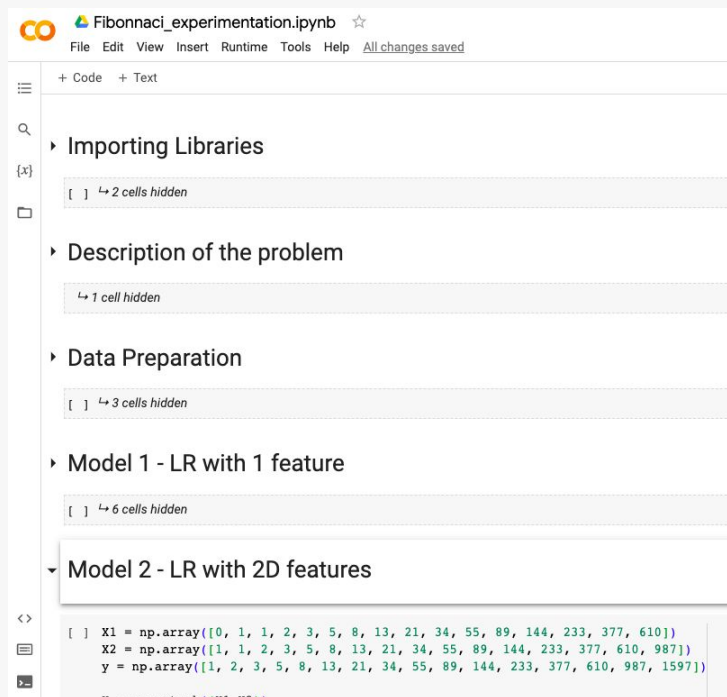 Fibonnaci_experimentation.ipynb
File Edit View Insert Runtime Tools Help All changes saved
+ Code + Text
Importing Libraries
[ ] ↳ 2 cells hidden
{x}
Description of the problem
↳ 1 cell hidden
Data Preparation
[ ] ↳ 3 cells hidden
Model 1 - LR with 1 feature
[ ] ↳ 6 cells hidden
Model 2 - LR with 2D features
[ ] X1 = np.array([0, 1, 1, 2, 3, 5, 8, 13, 21, 34, 55, 89, 144, 233, 377, 610])
X2 = np.array([1, 1, 2, 3, 5, 8, 13, 21, 34, 55, 89, 144, 233, 377, 610, 987])
y = np.array([1, 2, 3, 5, 8, 13, 21, 34, 55, 89, 144, 233, 377, 610, 987, 1597])